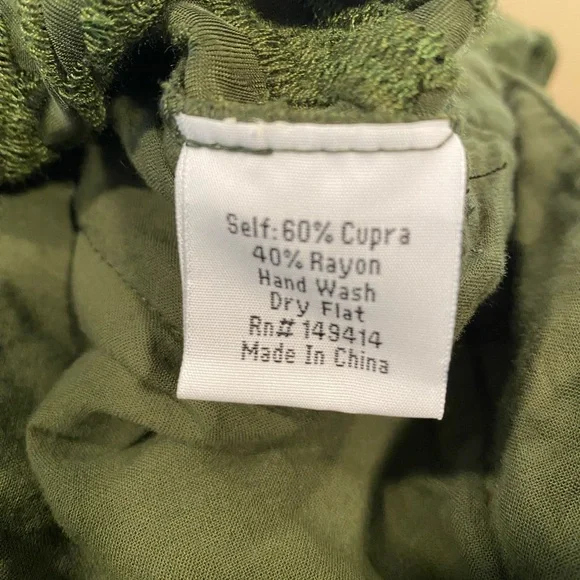 Self: 60% Cupra
40% Rayon
Hand Wash
Dry Flat
Rn# 149414
Made In China